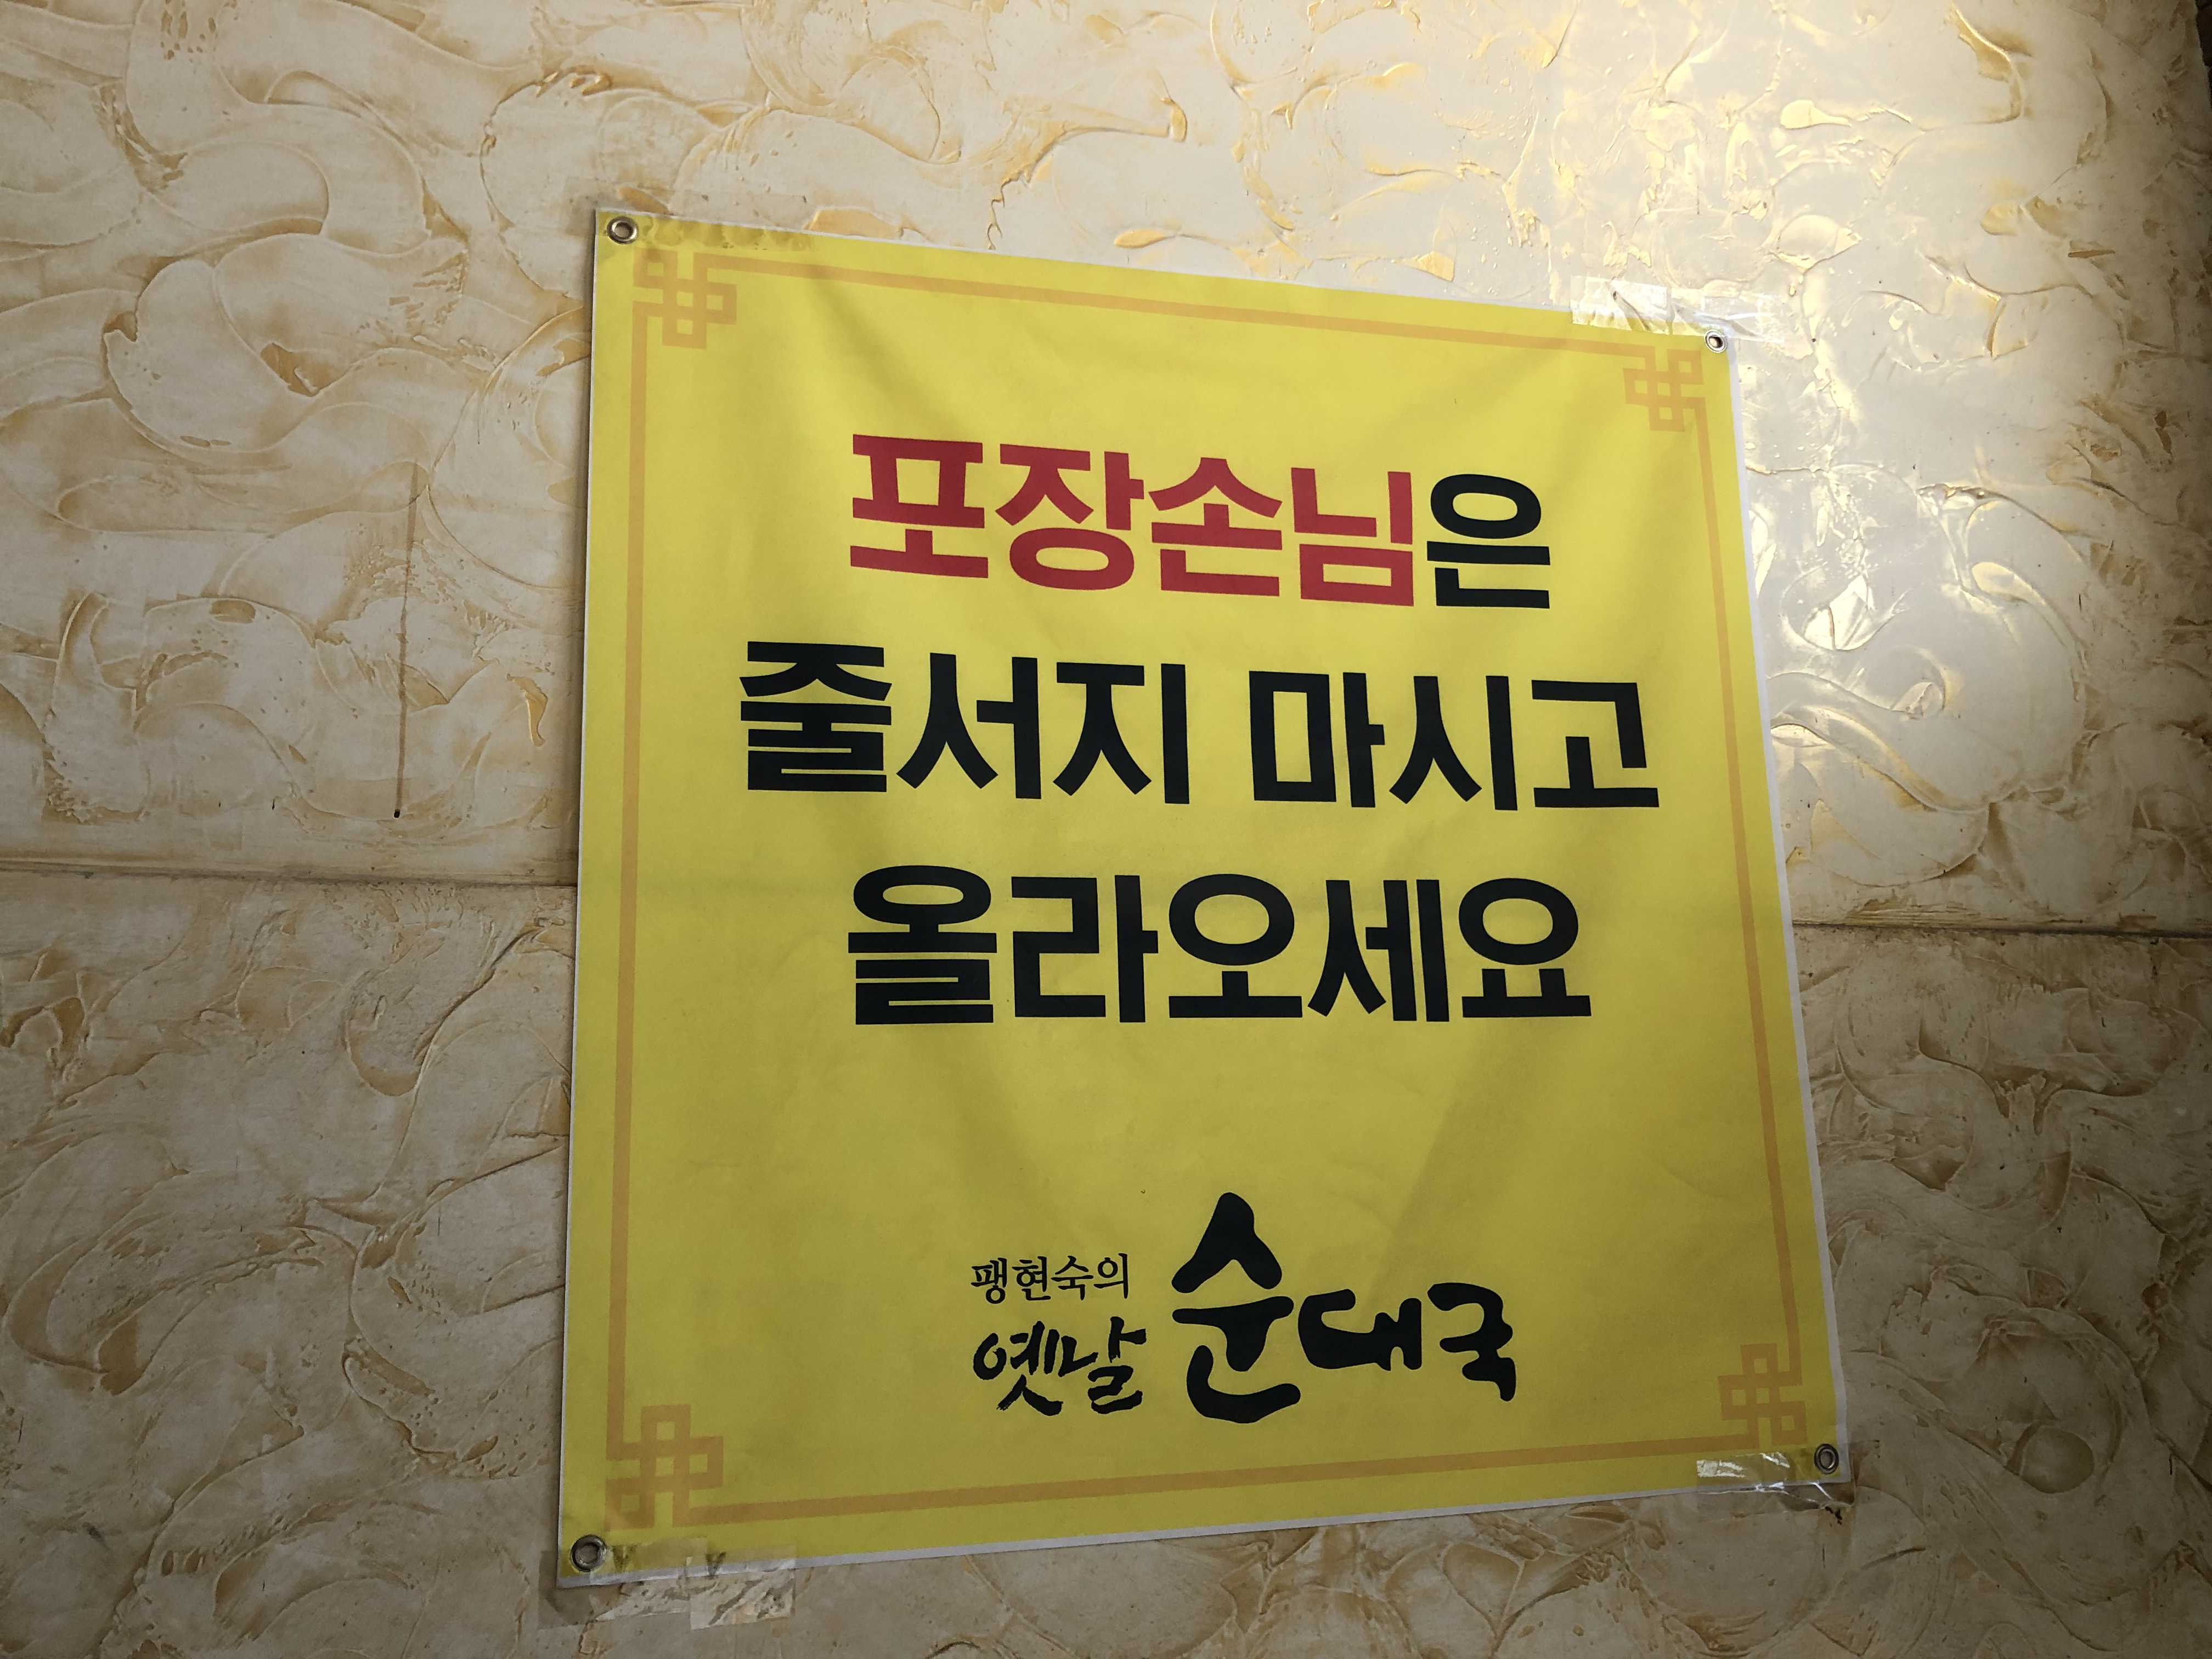 포장손님은
줄서지 마시고
올라오세요
팽현숙의
옛날 순대국